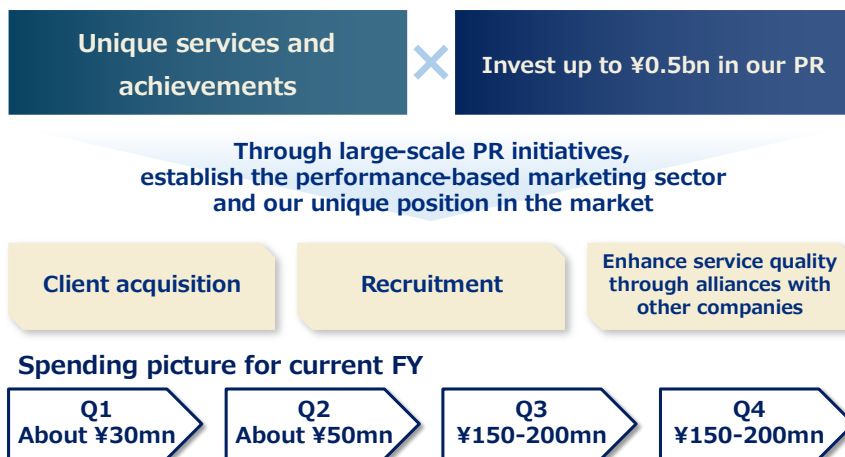 Unique services and
achievements
×
Invest up to ¥0.5bn in our PR
Through large-scale PR initiatives,
establish the performance-based marketing sector
and our unique position in the market
Client acquisition
Recruitment
Enhance service quality
through alliances with
other companies
Spending picture for current FY
Q1
About ¥30mn
Q2
About ¥50mn
Q3
¥150-200mn
Q4
¥150-200mn